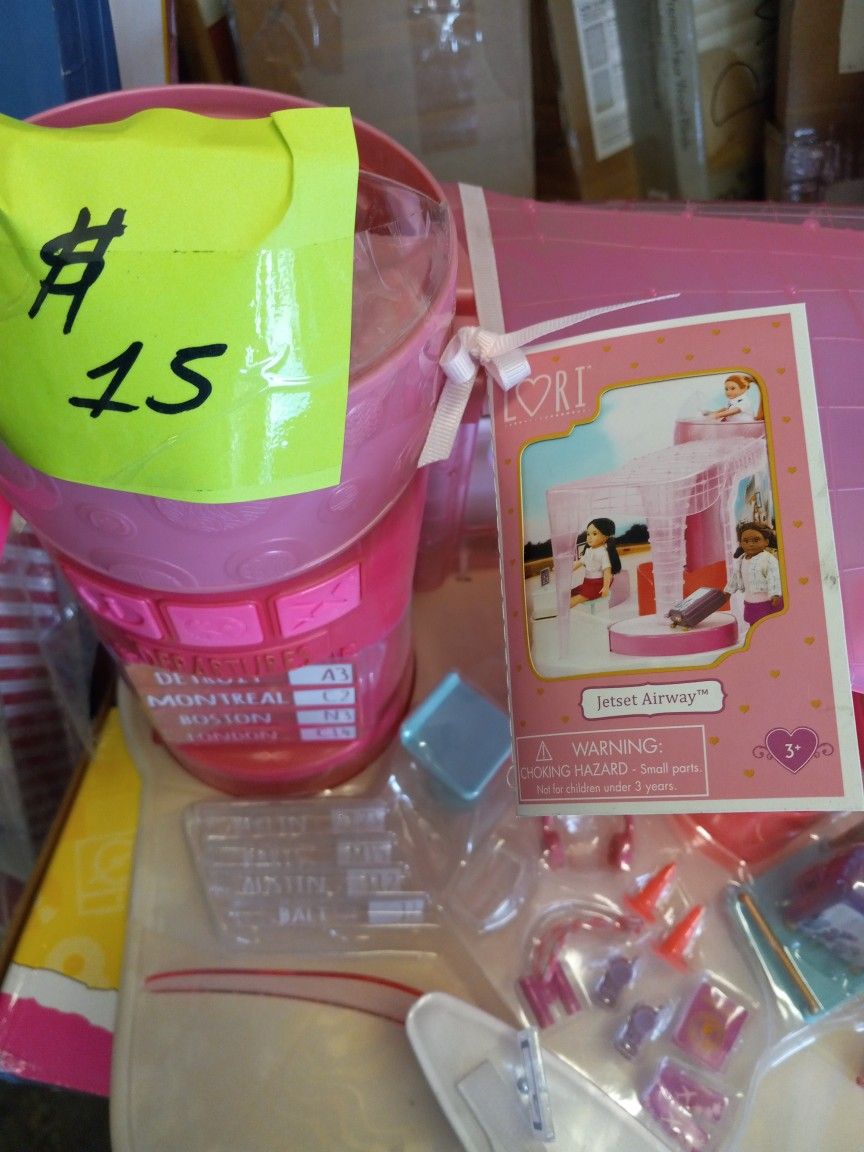 $
15
LORI
Jetset Airway™
WARNING:
CHOKING HAZARD - Small parts.
Not for children under 3 years.
3+
DEPARTURES
DETROIT A3
MONTREAL C2
BOSTON N3
LONDON C14
AUSTIN
BALI